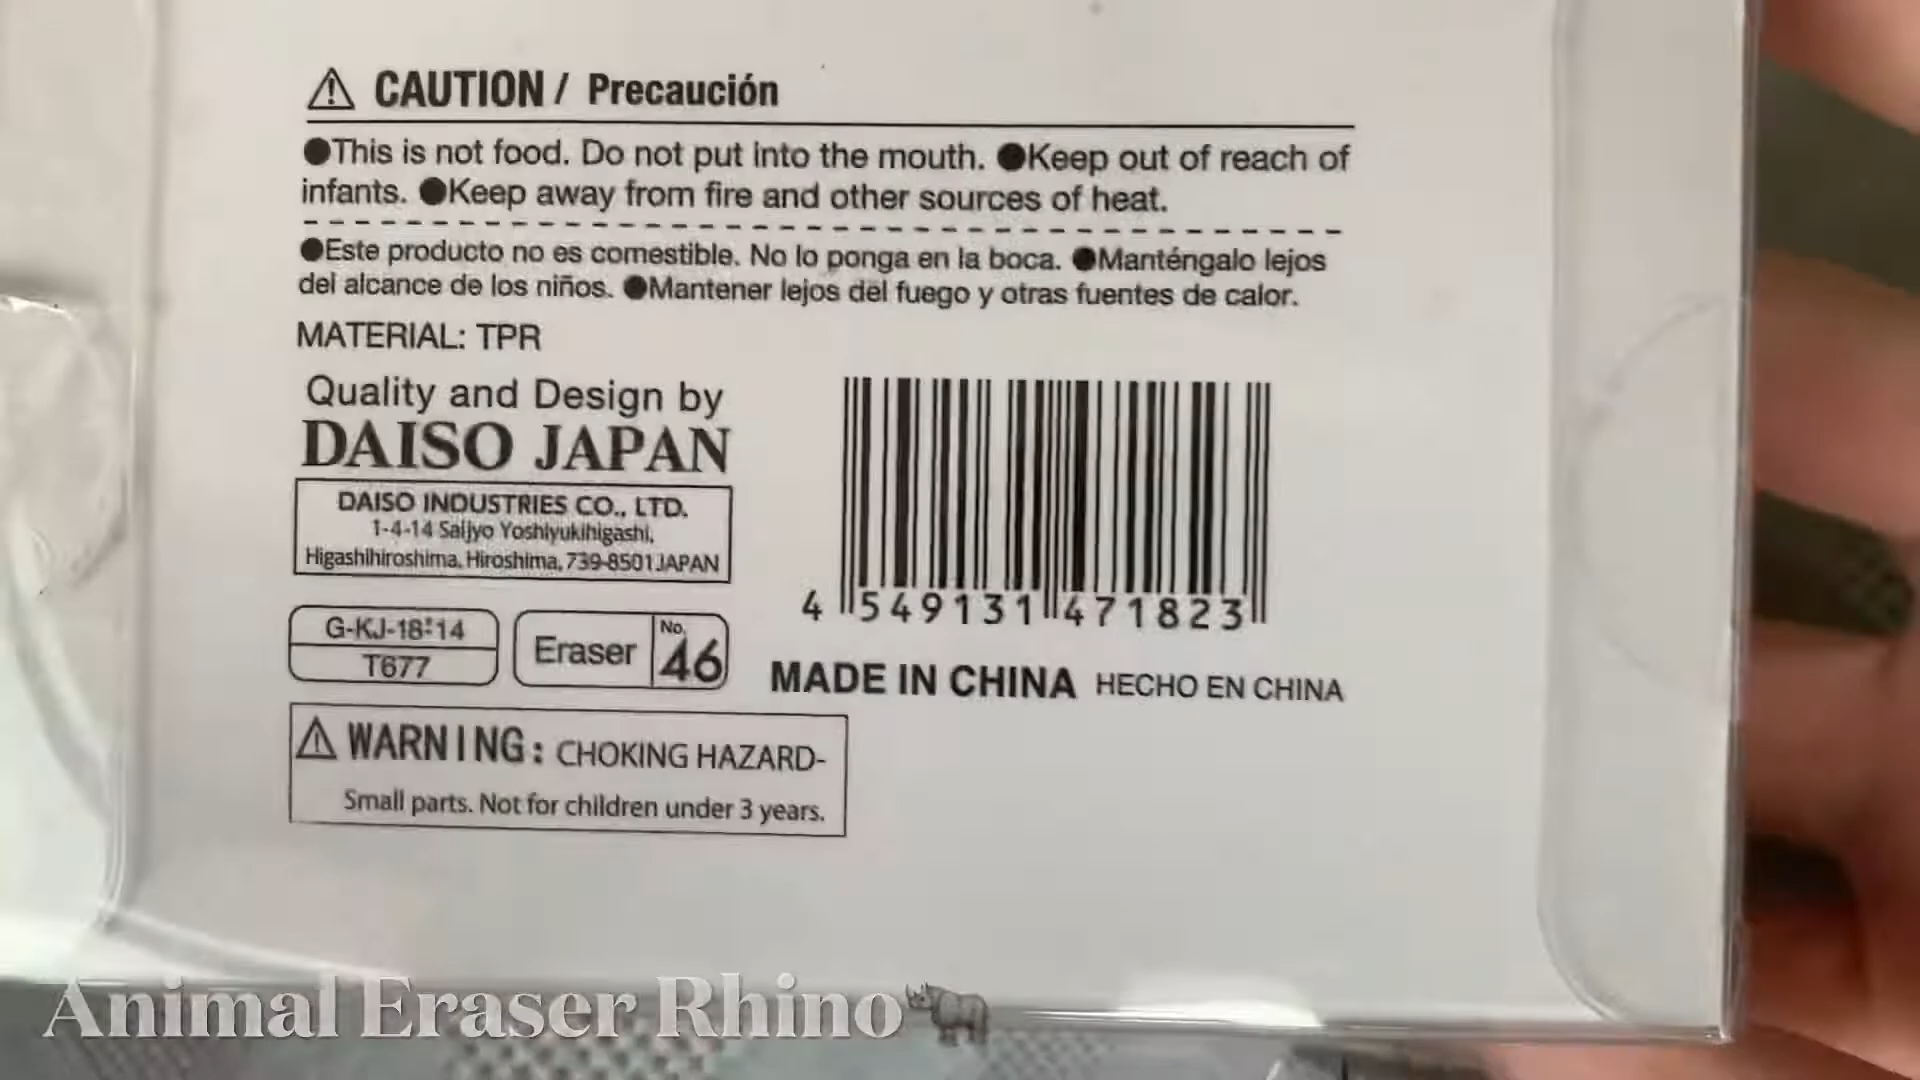 ⚠ CAUTION / Precaución
●This is not food. Do not put into the mouth. ●Keep out of reach of
infants. ●Keep away from fire and other sources of heat.
●Este producto no es comestible. No lo ponga en la boca. ●Manténgalo lejos
del alcance de los niños. ●Mantener lejos del fuego y otras fuentes de calor.
MATERIAL: TPR
Quality and Design by
DAISO JAPAN
DAISO INDUSTRIES CO., LTD.
1-4-14 Saijyo Yoshiyukihigashi,
Higashihiroshima, Hiroshima, 739-8501 JAPAN
G-KJ-18-14
T677
Eraser No. 46
4 549131 471823
MADE IN CHINA HECHO EN CHINA
⚠ WARNING: CHOKING HAZARD-
Small parts. Not for children under 3 years.
Animal Eraser Rhino🦏